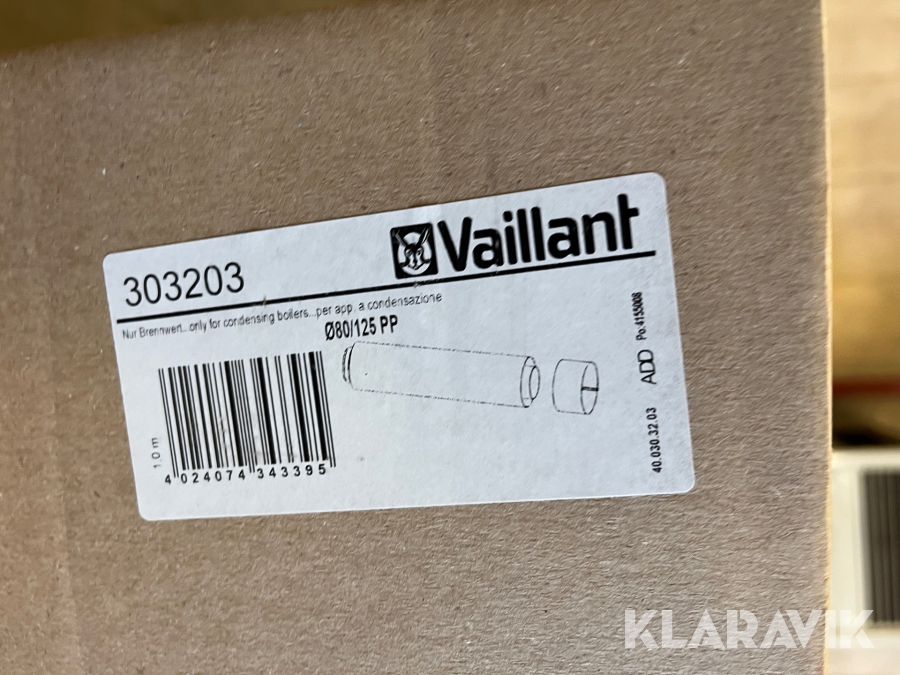 303203
Vaillant
Nur Brennwert...only for condensing boilers...per app. a condensazione
Ø80/125 PP
1.0 m
4 024074 343395
40.030.32.03
ADD
Po:4155008
KLARAVIK